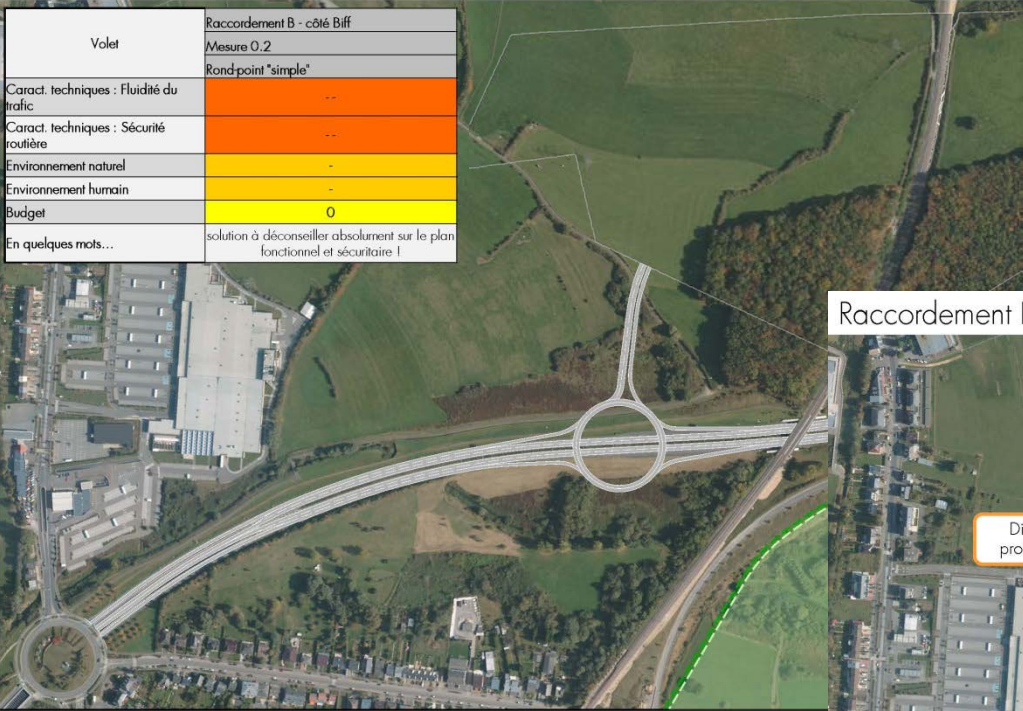 Volet
Raccordement B - côté Biff
Mesure 0.2
Rond-point "simple"
Caract. techniques : Fluidité du
trafic
- -
Caract. techniques : Sécurité
routière
- -
Environnement naturel
-
Environnement humain
-
Budget
0
En quelques mots...
solution à déconseiller absolument sur le plan
fonctionnel et sécuritaire !
Raccordement
Di
pro